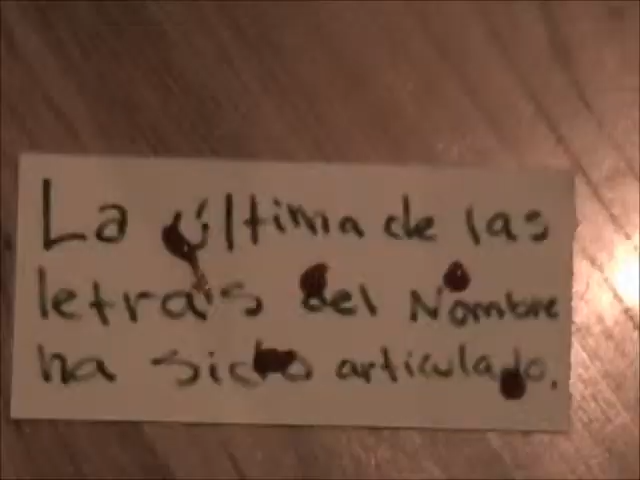 La última de las
letras del Nombre
ha sido articulado.